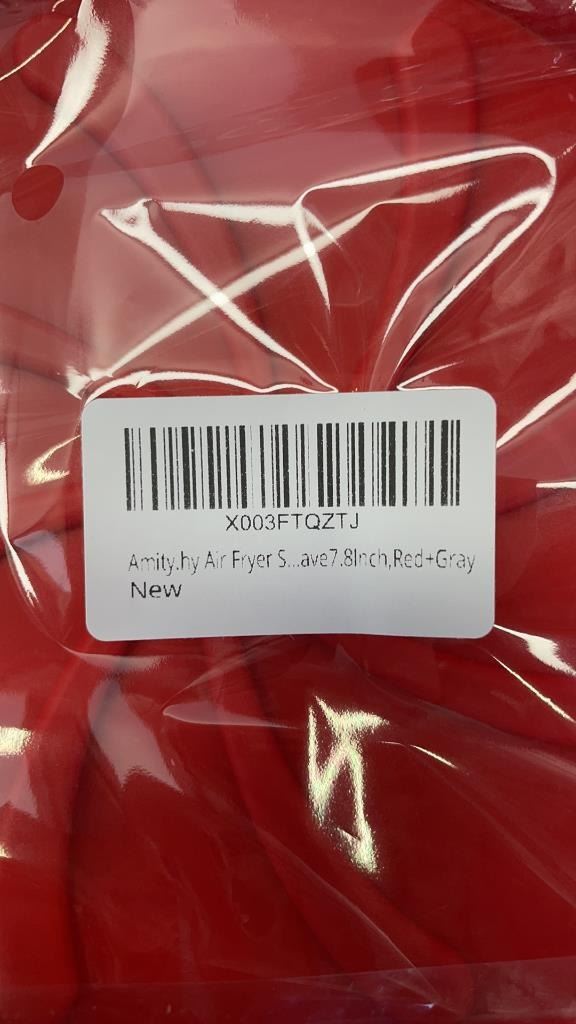 X003FTQZTJ
Amity.hy Air Fryer S...ave7.8Inch,Red+Gray
New